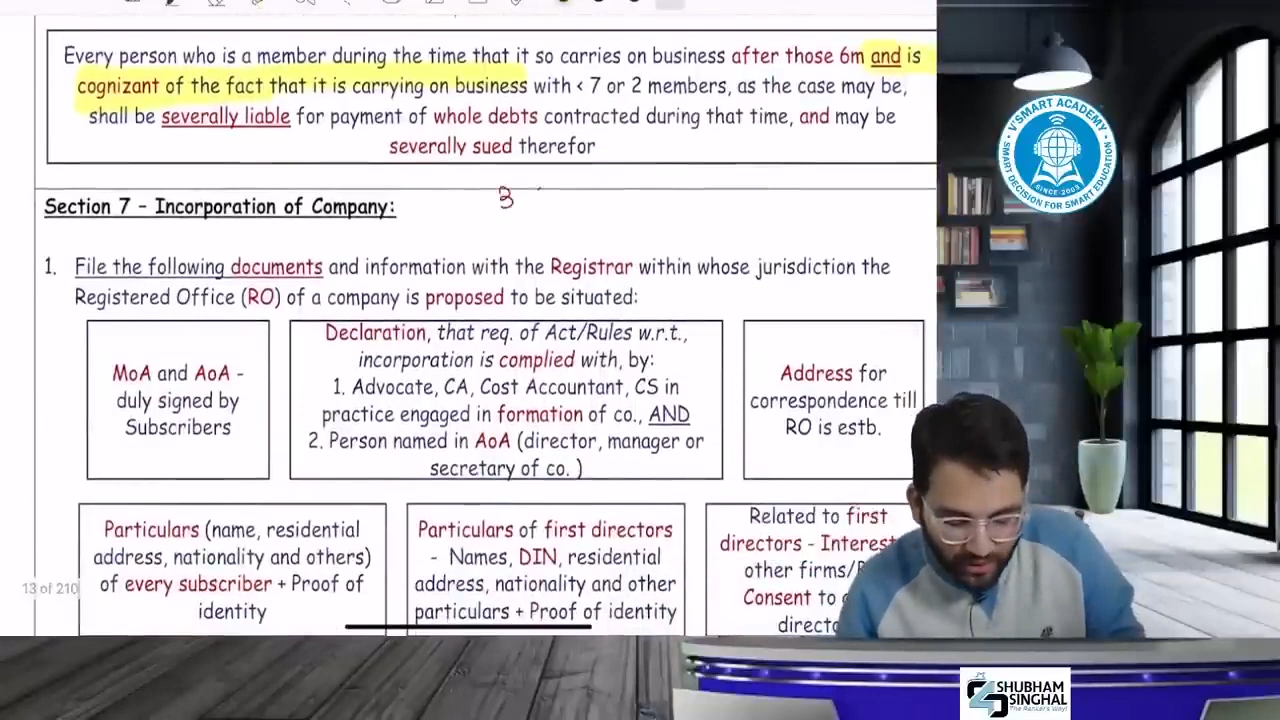 Every person who is a member during the time that it so carries on business after those 6m and is
cognizant of the fact that it is carrying on business with < 7 or 2 members, as the case may be,
shall be severally liable for payment of whole debts contracted during that time, and may be
severally sued therefor
3
Section 7 - Incorporation of Company:
1. File the following documents and information with the Registrar within whose jurisdiction the
Registered Office (RO) of a company is proposed to be situated:
MoA and AoA -
duly signed by
Subscribers
Declaration, that req. of Act/Rules w.r.t.,
incorporation is complied with, by:
1. Advocate, CA, Cost Accountant, CS in
practice engaged in formation of co., AND
2. Person named in AoA (director, manager or
secretary of co. )
Address for
correspondence till
RO is estb.
Particulars (name, residential
address, nationality and others)
of every subscriber + Proof of
identity
Particulars of first directors
- Names, DIN, residential
address, nationality and other
particulars + Proof of identity
Related to first
directors - Interest
other firms/
Consent to
13 of 210
V'SMART ACADEMY
SINCE-2003
SMART DECISION FOR SMART EDUCATION
SHUBHAM
SINGHAL
The Rankers Way!